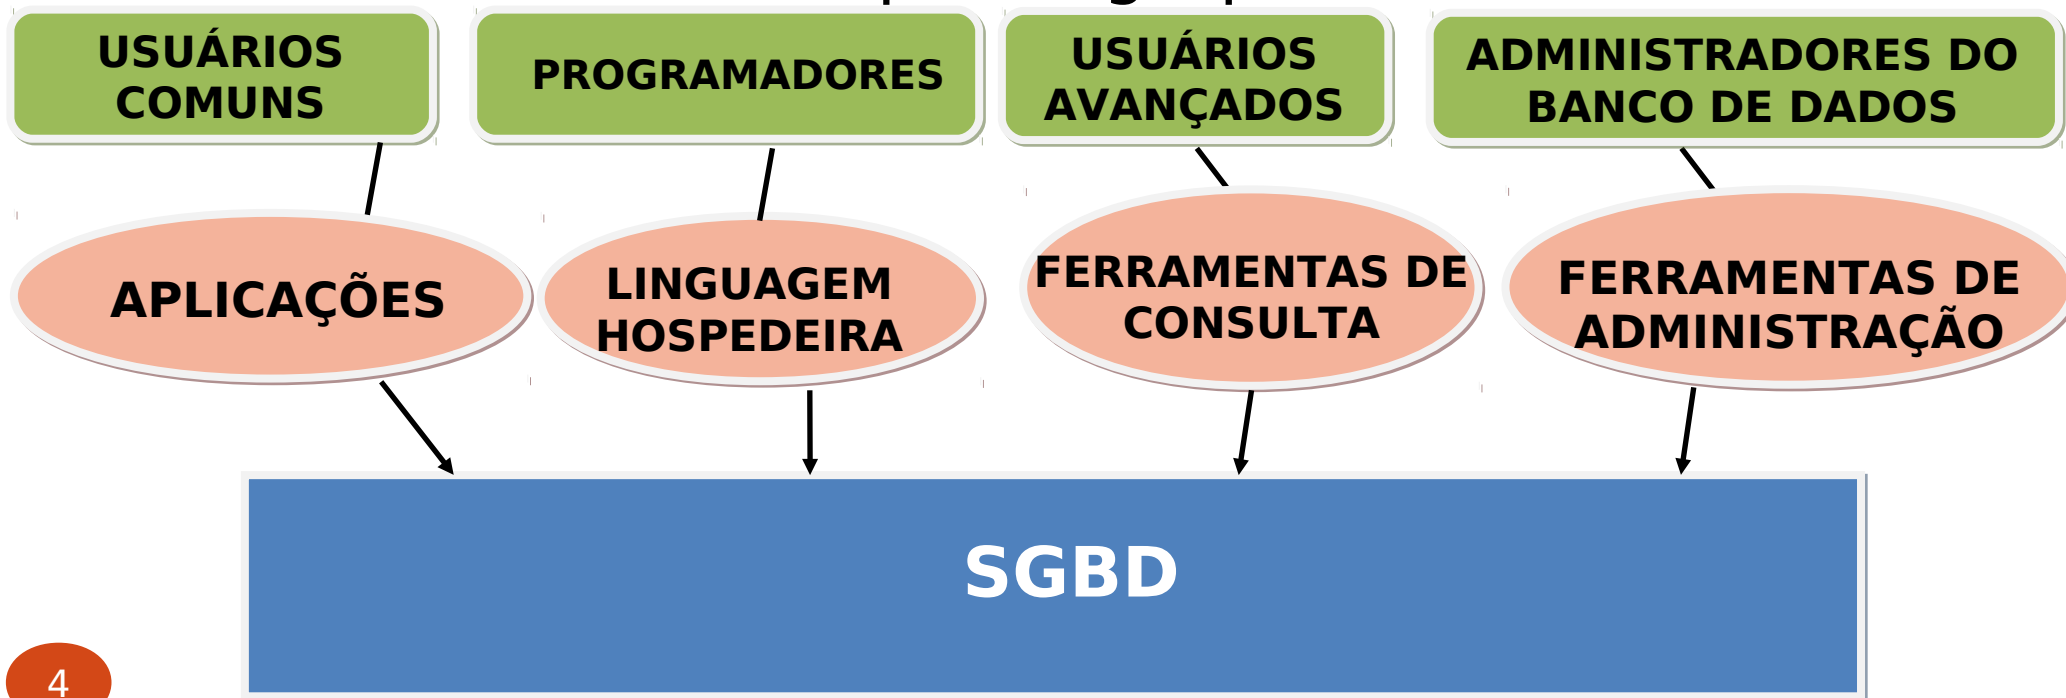 USUÁRIOS
COMUNS
PROGRAMADORES
USUÁRIOS
AVANÇADOS
ADMINISTRADORES DO
BANCO DE DADOS
APLICAÇÕES
LINGUAGEM
HOSPEDEIRA
FERRAMENTAS DE
CONSULTA
FERRAMENTAS DE
ADMINISTRAÇÃO
SGBD
4